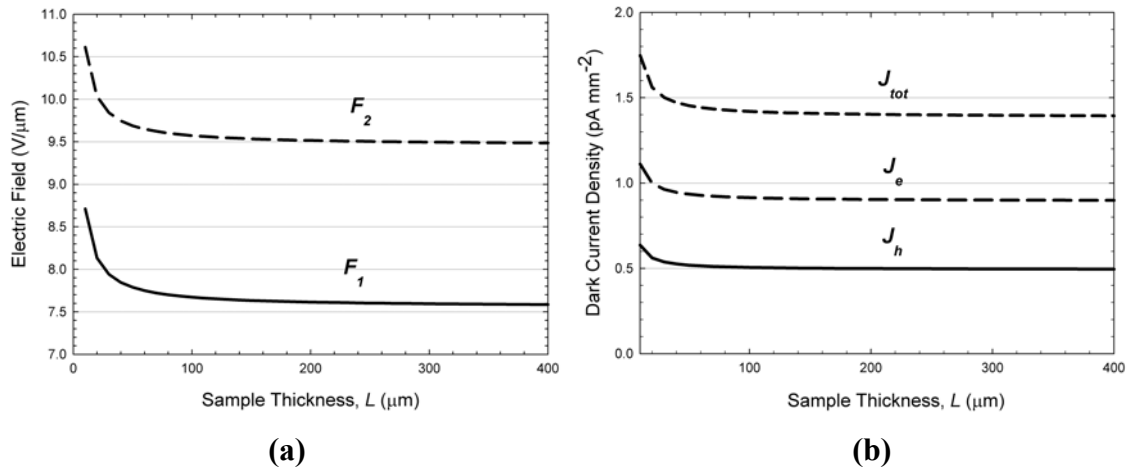 11.0
10.5
10.0
9.5
9.0
8.5
8.0
7.5
7.0
Electric Field (V/μm)
F2
F1
0 100 200 300 400
Sample Thickness, L (μm)
(a)
2.0
1.5
1.0
0.5
0.0
Dark Current Density (pA mm-2)
Jtot
Je
Jh
100 200 300 400
Sample Thickness, L (μm)
(b)